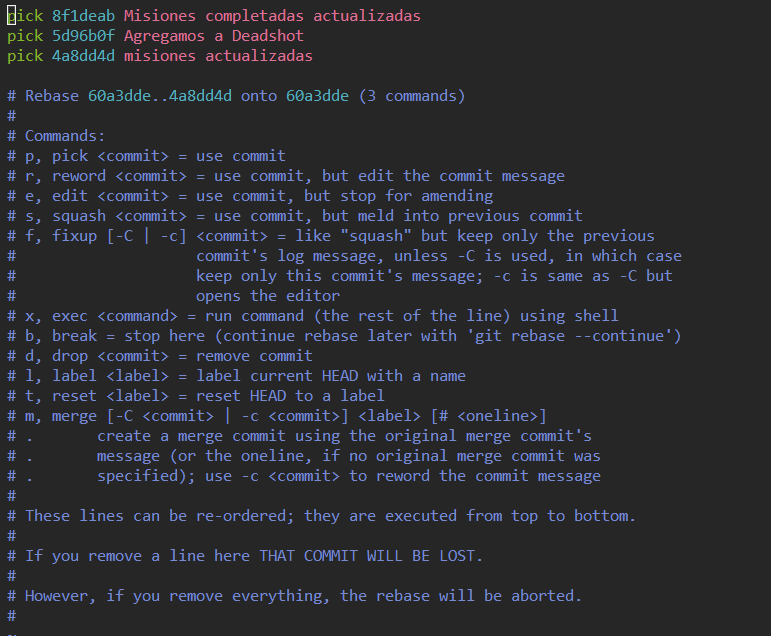 pick 8f1deab Misiones completadas actualizadas
pick 5d96b0f Agregamos a Deadshot
pick 4a8dd4d misiones actualizadas

# Rebase 60a3dde..4a8dd4d onto 60a3dde (3 commands)
#
# Commands:
# p, pick <commit> = use commit
# r, reword <commit> = use commit, but edit the commit message
# e, edit <commit> = use commit, but stop for amending
# s, squash <commit> = use commit, but meld into previous commit
# f, fixup [-C | -c] <commit> = like "squash" but keep only the previous
#                    commit's log message, unless -C is used, in which case
#                    keep only this commit's message; -c is same as -C but
#                    opens the editor
# x, exec <command> = run command (the rest of the line) using shell
# b, break = stop here (continue rebase later with 'git rebase --continue')
# d, drop <commit> = remove commit
# l, label <label> = label current HEAD with a name
# t, reset <label> = reset HEAD to a label
# m, merge [-C <commit> | -c <commit>] <label> [# <oneline>]
# .       create a merge commit using the original merge commit's
# .       message (or the oneline, if no original merge commit was
# .       specified); use -c <commit> to reword the commit message
#
# These lines can be re-ordered; they are executed from top to bottom.
#
# If you remove a line here THAT COMMIT WILL BE LOST.
#
# However, if you remove everything, the rebase will be aborted.
#